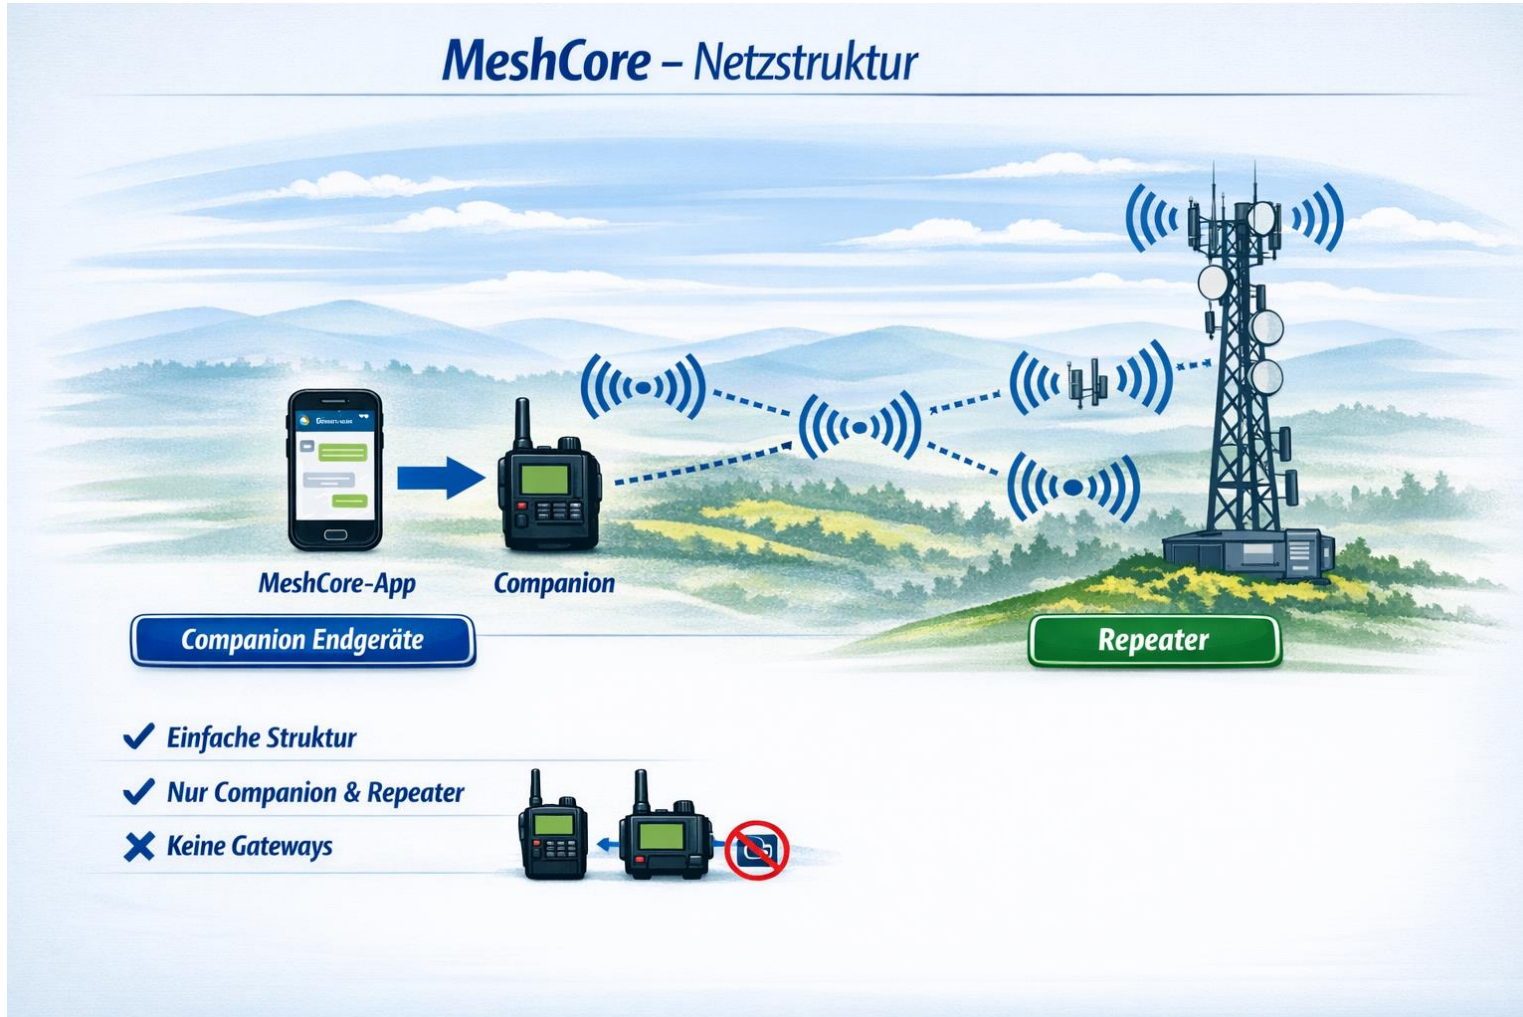 MeshCore – Netzstruktur
MeshCore-App
Companion
Companion Endgeräte
Repeater
Einfache Struktur
Nur Companion & Repeater
Keine Gateways